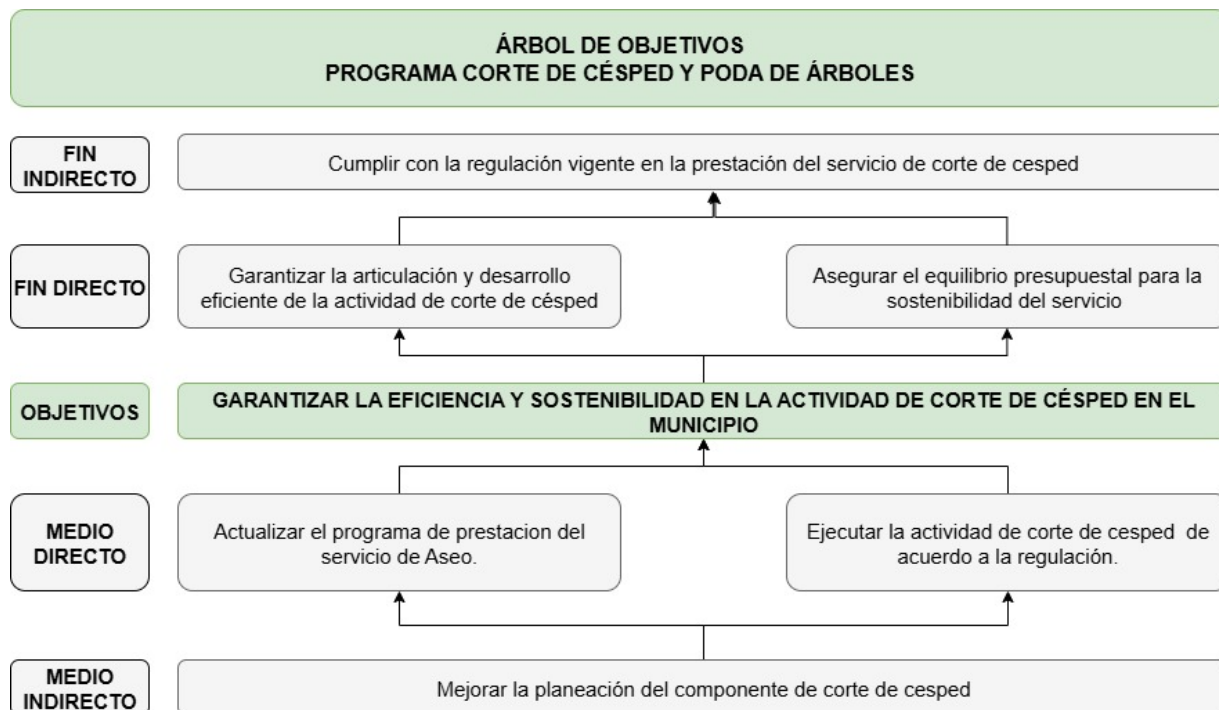 ÁRBOL DE OBJETIVOS
PROGRAMA CORTE DE CÉSPED Y PODA DE ÁRBOLES
FIN
INDIRECTO
Cumplir con la regulación vigente en la prestación del servicio de corte de cesped
FIN DIRECTO
Garantizar la articulación y desarrollo
eficiente de la actividad de corte de césped
Asegurar el equilibrio presupuestal para la
sostenibilidad del servicio
OBJETIVOS
GARANTIZAR LA EFICIENCIA Y SOSTENIBILIDAD EN LA ACTIVIDAD DE CORTE DE CÉSPED EN EL
MUNICIPIO
MEDIO
DIRECTO
Actualizar el programa de prestacion del
servicio de Aseo.
Ejecutar la actividad de corte de cesped de
acuerdo a la regulación.
MEDIO
INDIRECTO
Mejorar la planeación del componente de corte de cesped